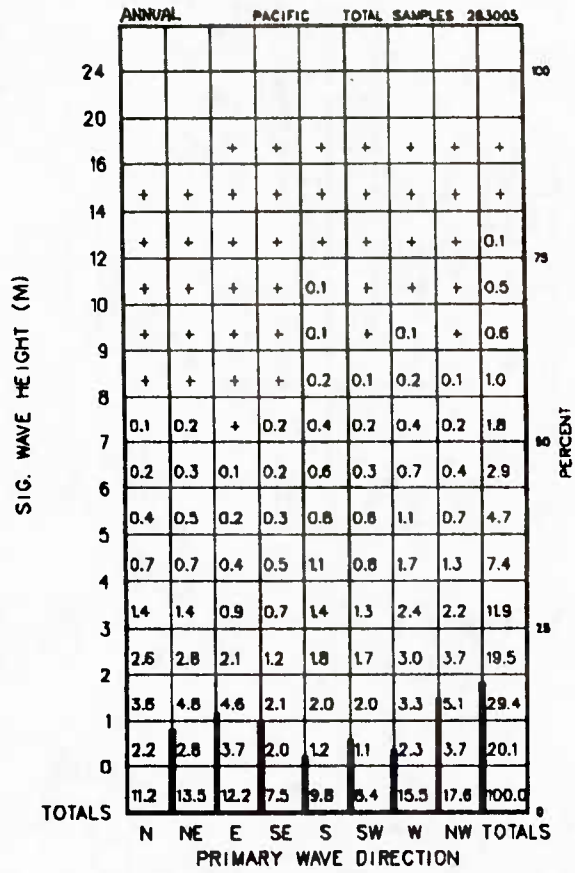 ANNUAL PACIFIC TOTAL SAMPLES 283005
24 100
20
+ + + + + + +
16
+ + + + + + + + +
14
+ + + + + + + + 0.1
12 75
+ + + + 0.1 + + + 0.5
10
+ + + + 0.1 + 0.1 + 0.6
9
+ + + + 0.2 0.1 0.2 0.1 1.0
8
0.1 0.2 + 0.2 0.4 0.2 0.4 0.2 1.8
7 50
0.2 0.3 0.1 0.2 0.6 0.3 0.7 0.4 2.9
6
0.4 0.5 0.2 0.3 0.8 0.6 1.1 0.7 4.7
5
0.7 0.7 0.4 0.5 1.1 0.8 1.7 1.3 7.4
4
1.4 1.4 0.9 0.7 1.4 1.3 2.4 2.2 11.9
3 25
2.6 2.8 2.1 1.2 1.8 1.7 3.0 3.7 19.5
2
3.6 4.8 4.6 2.1 2.0 2.0 3.3 5.1 29.4
1
2.2 2.8 3.7 2.0 1.2 1.1 2.3 3.7 20.1
0
11.2 13.5 12.2 7.5 9.8 8.4 15.5 17.6 100.0
TOTALS 0
N NE E SE S SW W NW TOTALS
PRIMARY WAVE DIRECTION
SIG. WAVE HEIGHT (M)
PERCENT